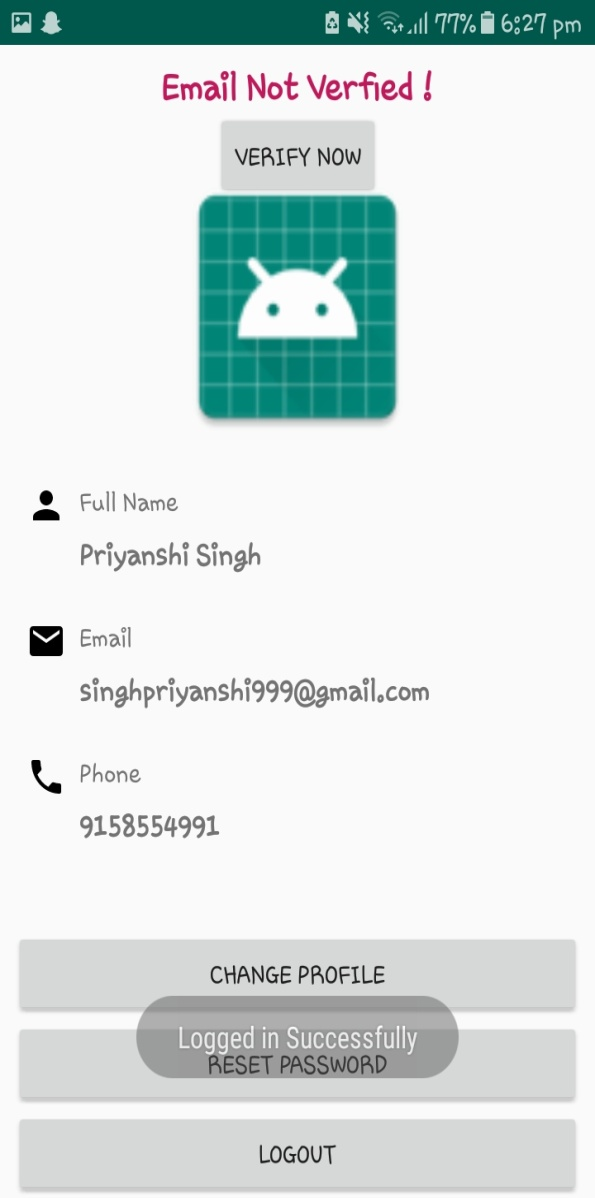 77% 6:27 pm
Email Not Verfied !
VERIFY NOW
Full Name
Priyanshi Singh
Email
singhpriyanshi999@gmail.com
Phone
9158554991
CHANGE PROFILE
Logged in Successfully
RESET PASSWORD
LOGOUT